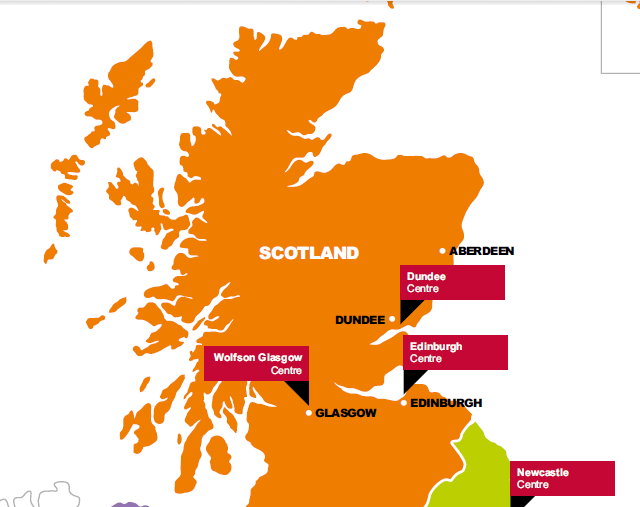 SCOTLAND
ABERDEEN
Dundee
Centre
DUNDEE
Edinburgh
Centre
Wolfson Glasgow
Centre
EDINBURGH
GLASGOW
Newcastle
Centre